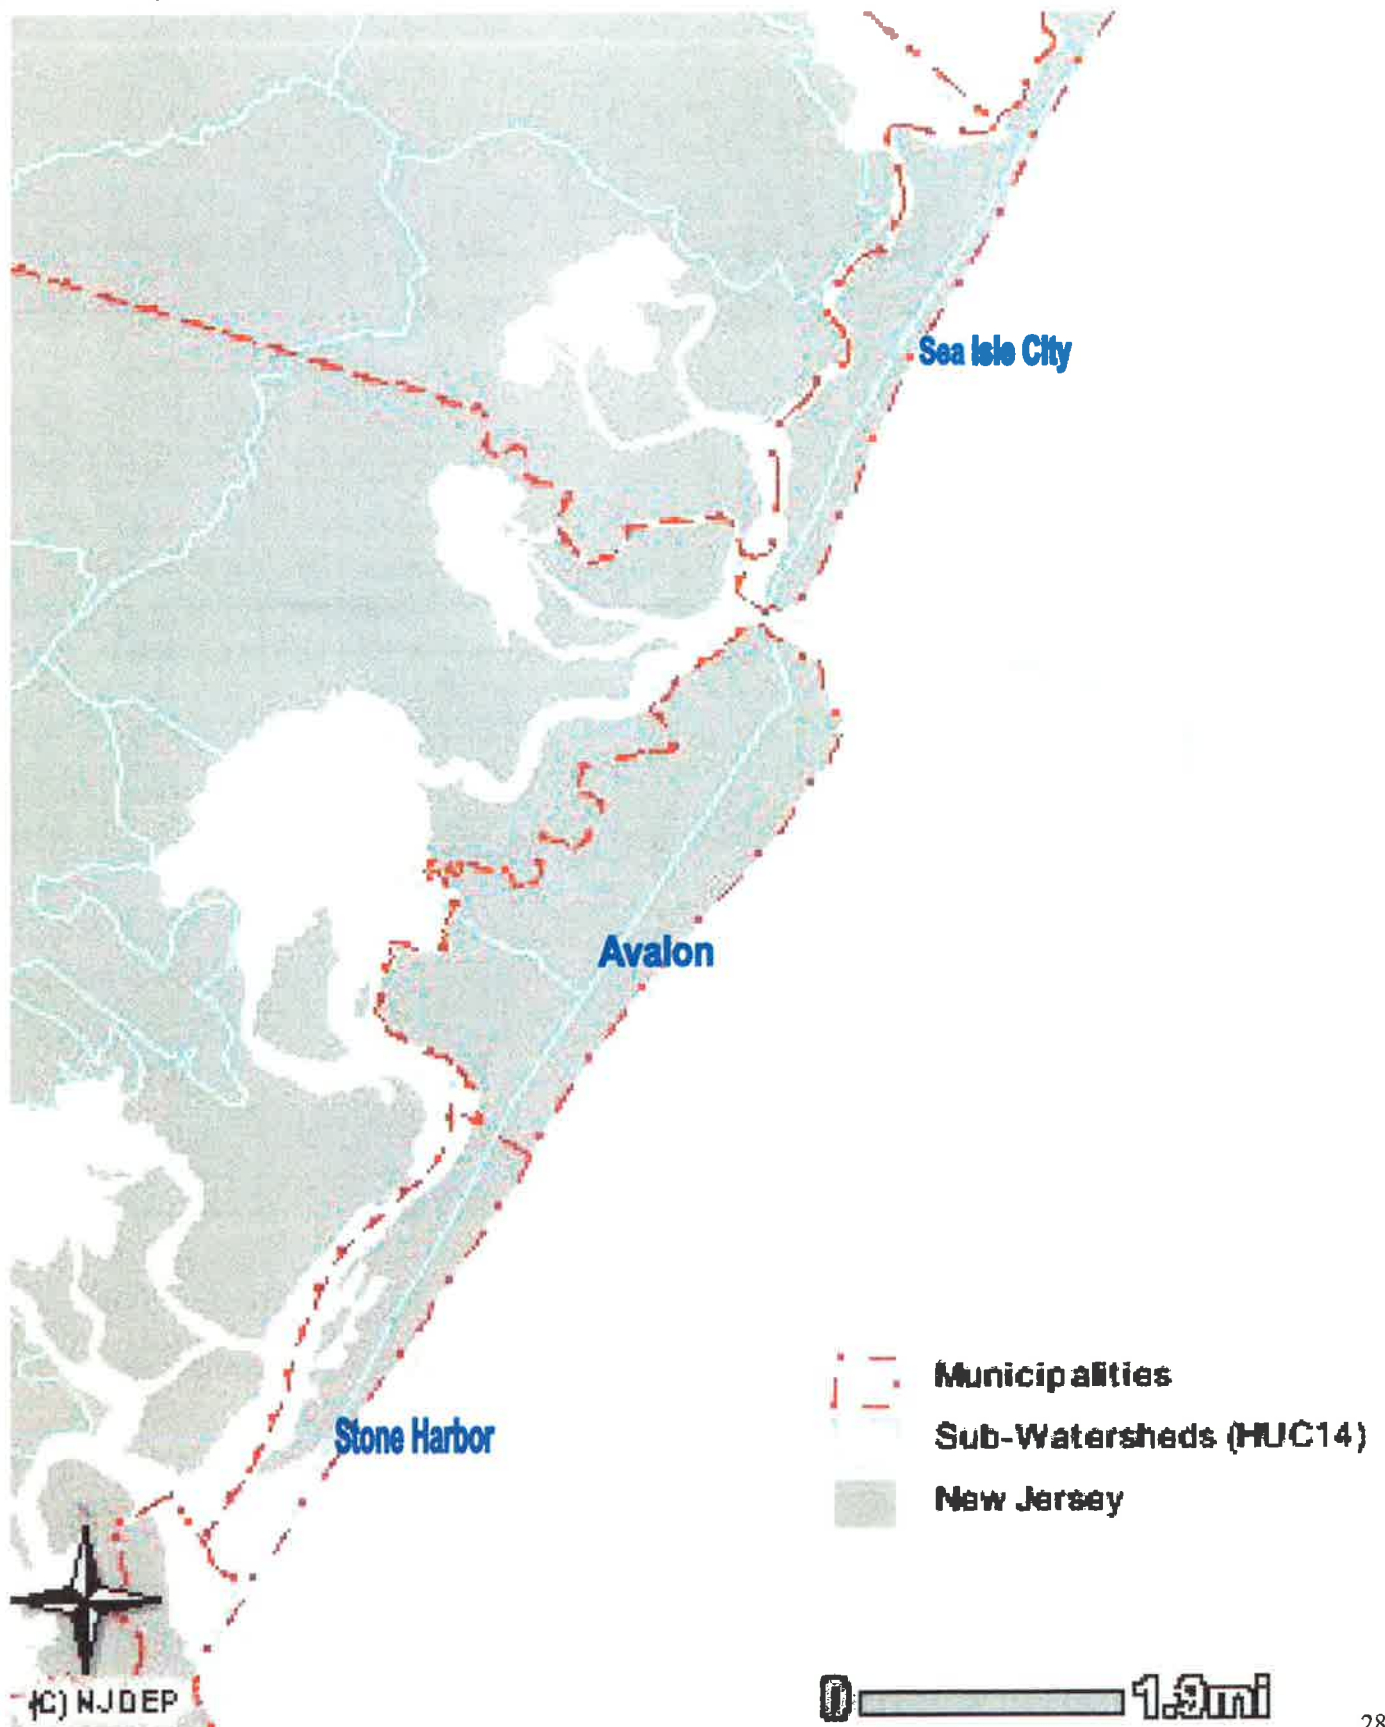 Sea Isle City
Avalon
Stone Harbor
Municipalities
Sub-Watersheds (HUC14)
New Jersey
(C) NJDEP
0 1.9mi
28